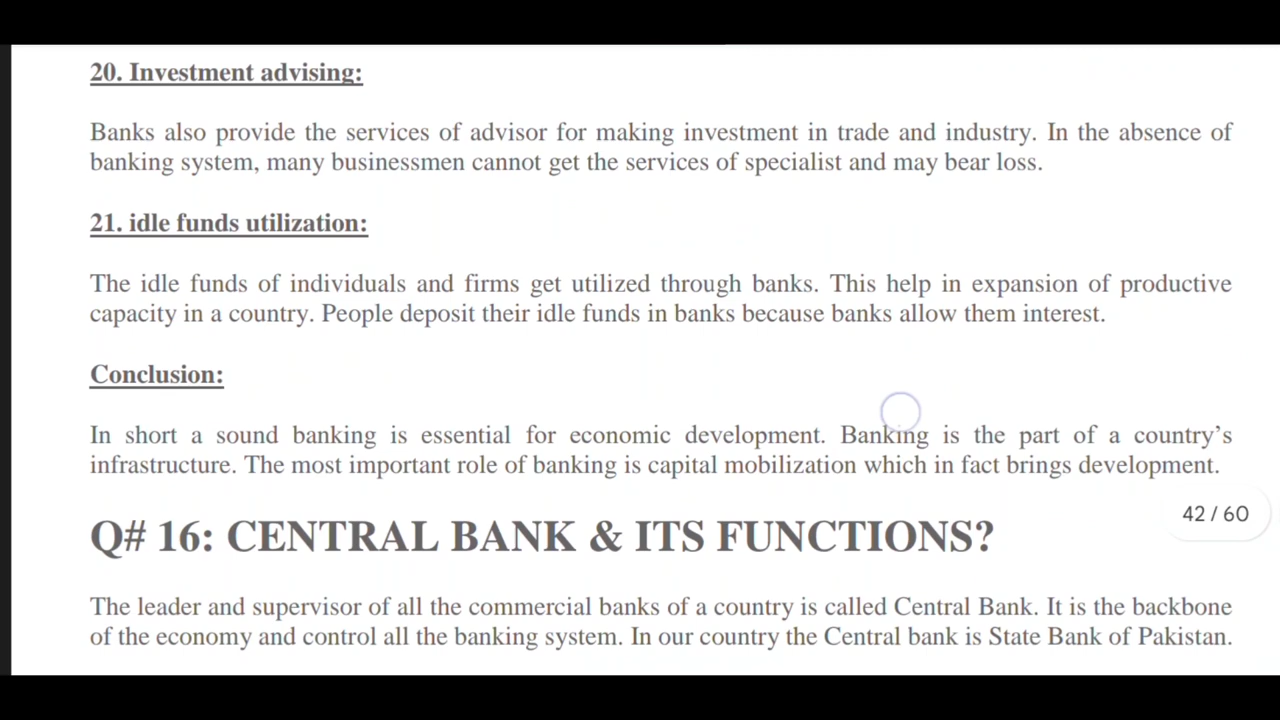 20. Investment advising:
Banks also provide the services of advisor for making investment in trade and industry. In the absence of
banking system, many businessmen cannot get the services of specialist and may bear loss.
21. idle funds utilization:
The idle funds of individuals and firms get utilized through banks. This help in expansion of productive
capacity in a country. People deposit their idle funds in banks because banks allow them interest.
Conclusion:
In short a sound banking is essential for economic development. Banking is the part of a country’s
infrastructure. The most important role of banking is capital mobilization which in fact brings development.
42 / 60
Q# 16: CENTRAL BANK & ITS FUNCTIONS?
The leader and supervisor of all the commercial banks of a country is called Central Bank. It is the backbone
of the economy and control all the banking system. In our country the Central bank is State Bank of Pakistan.